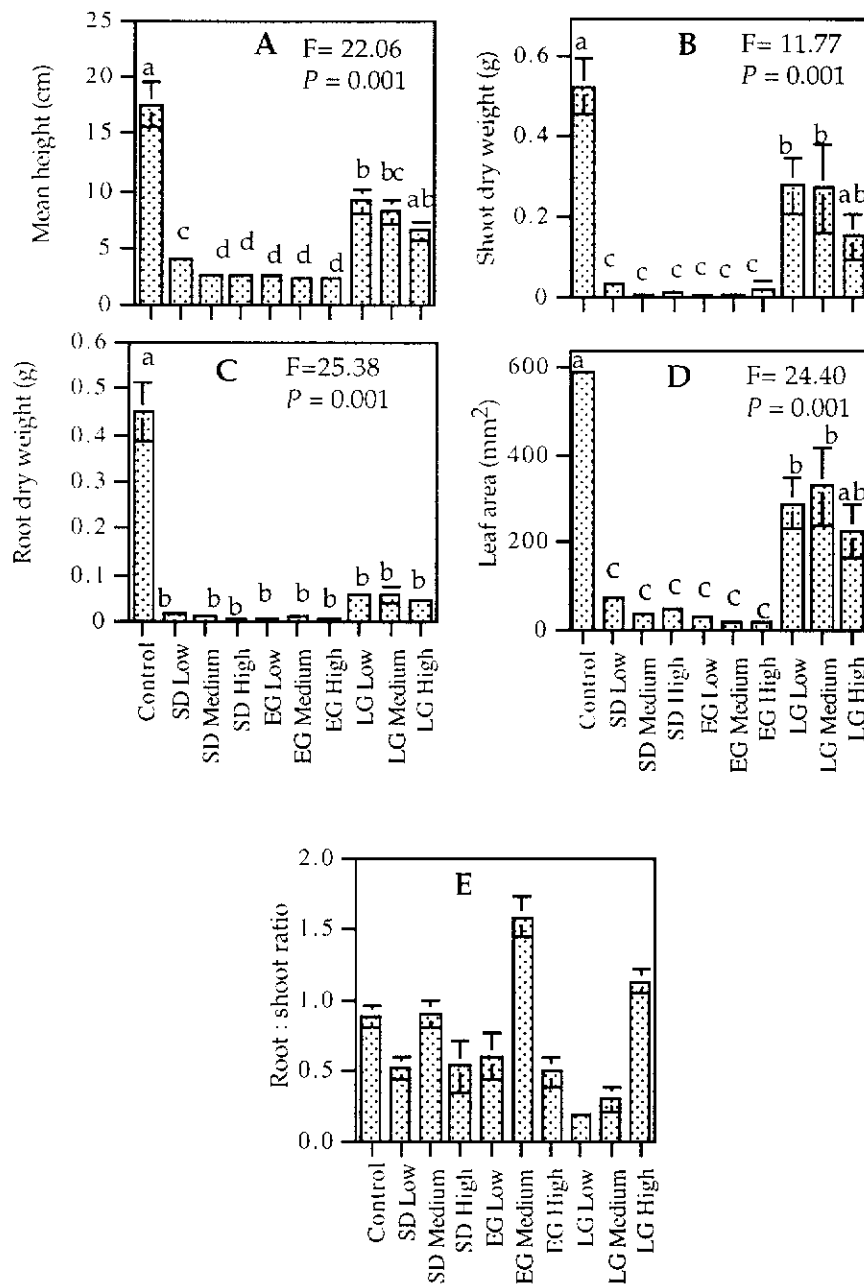 A
F= 22.06
P = 0.001
Mean height (cm)
25
20
15
10
5
0
a
c
d
d
d
d
d
b
bc
ab
B
F= 11.77
P = 0.001
Shoot dry weight (g)
0.6
0.4
0.2
0
a
c
c
c
c
c
c
b
b
ab
C
F=25.38
P = 0.001
Root dry weight (g)
0.6
0.5
0.4
0.3
0.2
0.1
0
a
b
b
b
b
b
b
b
b
b
Control
SD Low
SD Medium
SD High
EG Low
EG Medium
EG High
LG Low
LG Medium
LG High
D
F= 24.40
P = 0.001
Leaf area (mm²)
600
400
200
0
a
c
c
c
c
c
c
b
b
ab
Control
SD Low
SD Medium
SD High
EG Low
EG Medium
EG High
LG Low
LG Medium
LG High
E
Root : shoot ratio
2.0
1.5
1.0
0.5
0.0
Control
SD Low
SD Medium
SD High
EG Low
EG Medium
EG High
LG Low
LG Medium
LG High